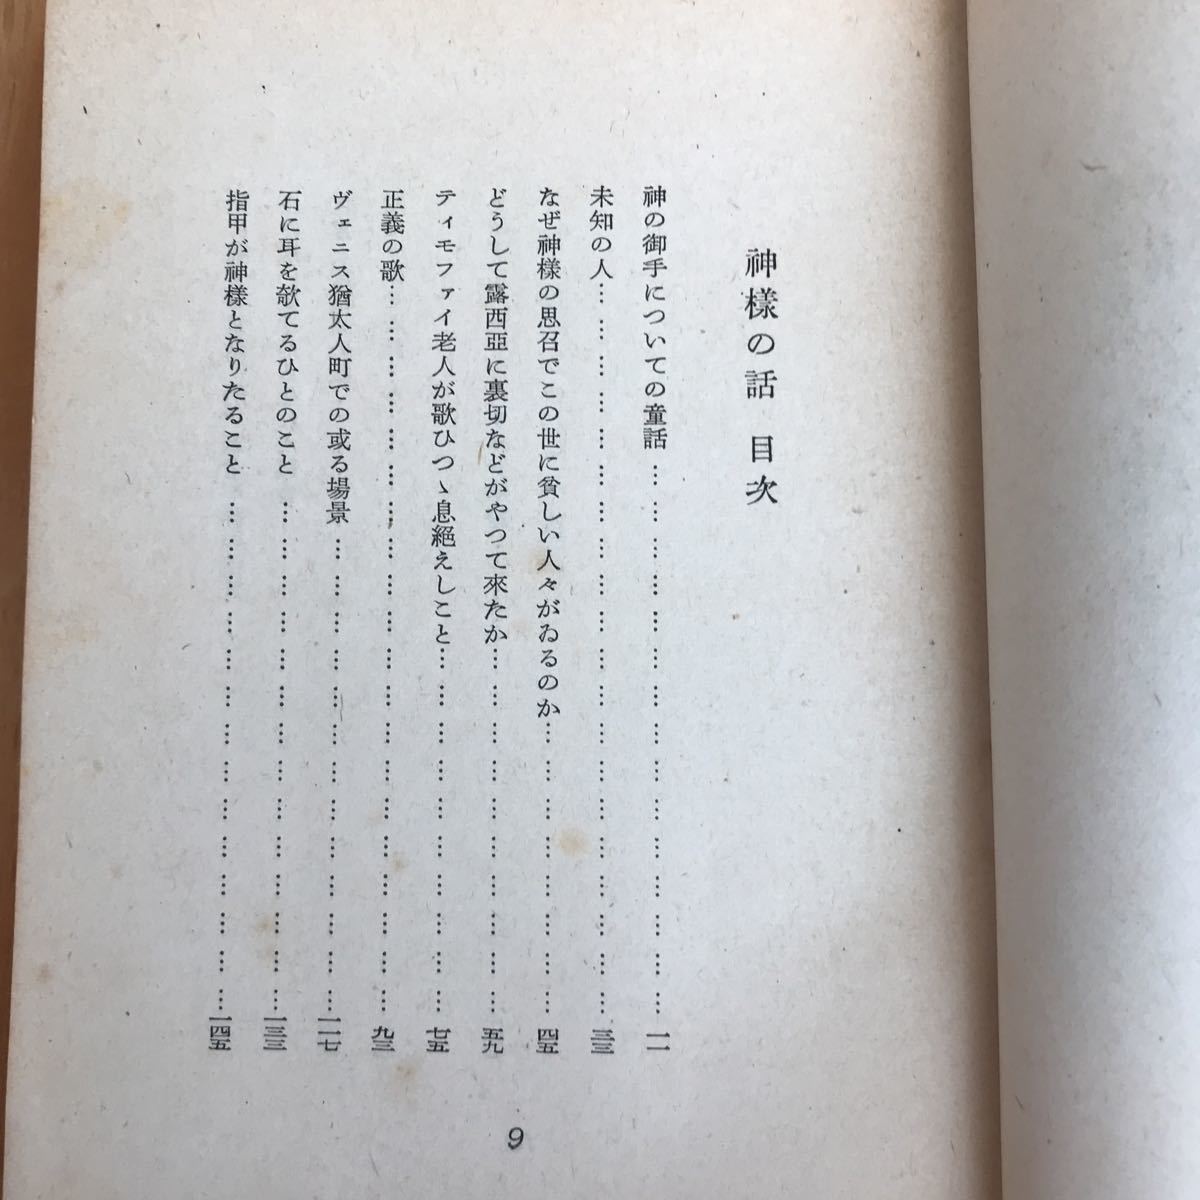 神樣の話 目次
神の御手についての童話 … … … … … … … … … … … 一一
未知の人… … … … … … … … … … … … … … 三三
なぜ神樣の思召でこの世に貧しい人々がゐるのか… … … … … … 四五
どうして露西亞に裏切などがやつて來たか… … … … … … … 五九
ティモファイ老人が歌ひつゝ息絕えしこと… … … … … … … 七五
正義の歌… … … … … … … … … … … … … … 九三
ヴェニス猶太人町での或る場景 … … … … … … … … … 一一七
石に耳を欹てるひとのこと … … … … … … … … … … 一三三
指甲が神樣となりたること … … … … … … … … … … 一四五
9